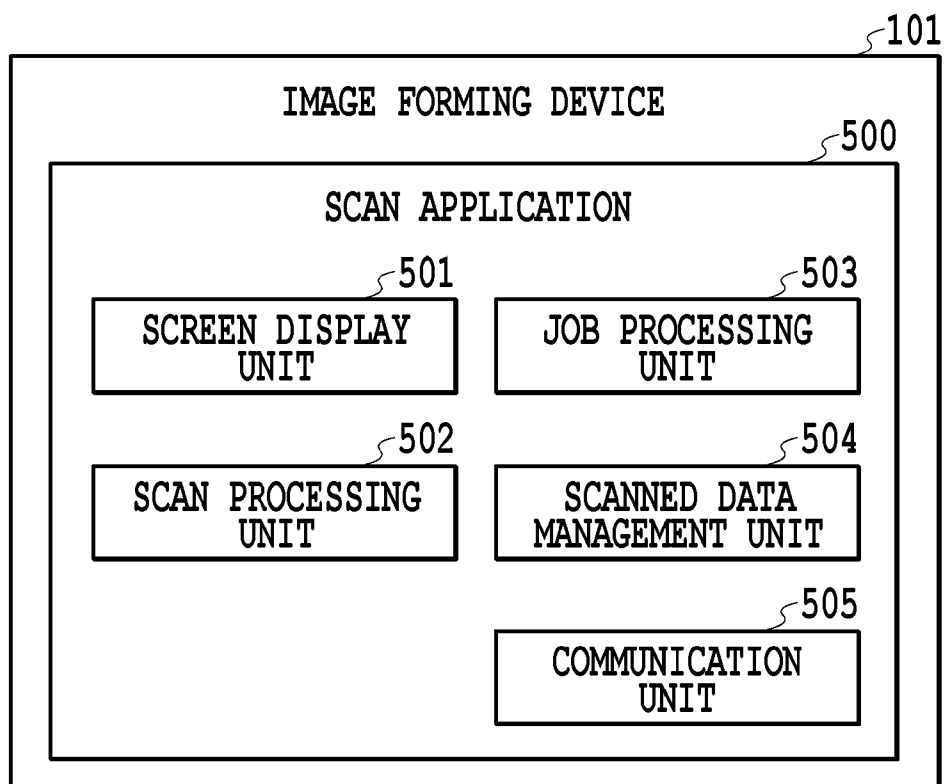 101
IMAGE FORMING DEVICE
500
SCAN APPLICATION
501
SCREEN DISPLAY
UNIT
503
JOB PROCESSING
UNIT
502
SCAN PROCESSING
UNIT
504
SCANNED DATA
MANAGEMENT UNIT
505
COMMUNICATION
UNIT